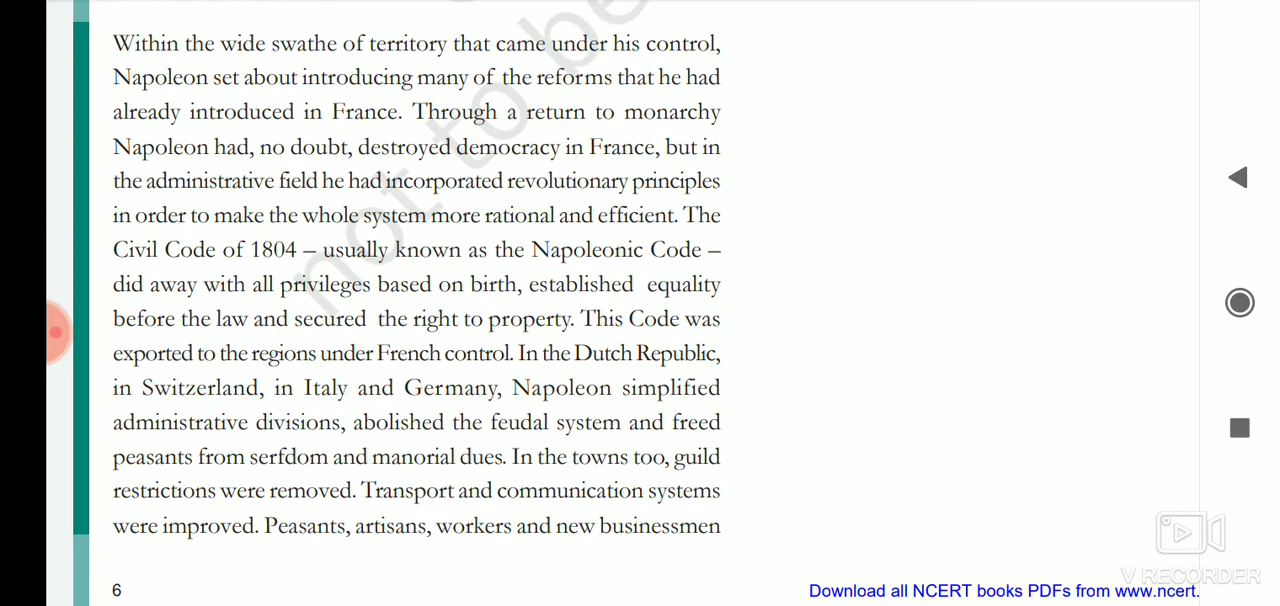 Within the wide swathe of territory that came under his control,
Napoleon set about introducing many of the reforms that he had
already introduced in France. Through a return to monarchy
Napoleon had, no doubt, destroyed democracy in France, but in
the administrative field he had incorporated revolutionary principles
in order to make the whole system more rational and efficient. The
Civil Code of 1804 – usually known as the Napoleonic Code –
did away with all privileges based on birth, established equality
before the law and secured the right to property. This Code was
exported to the regions under French control. In the Dutch Republic,
in Switzerland, in Italy and Germany, Napoleon simplified
administrative divisions, abolished the feudal system and freed
peasants from serfdom and manorial dues. In the towns too, guild
restrictions were removed. Transport and communication systems
were improved. Peasants, artisans, workers and new businessmen
not to be
V RECORDER
6
Download all NCERT books PDFs from www.ncert.